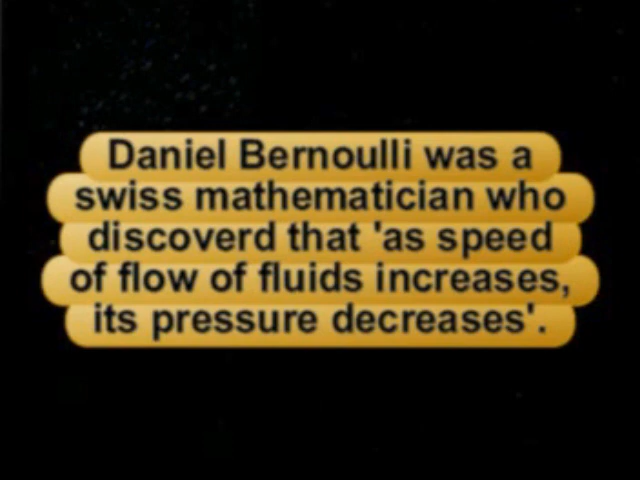 Daniel Bernoulli was a
swiss mathematician who
discoverd that 'as speed
of flow of fluids increases,
its pressure decreases'.